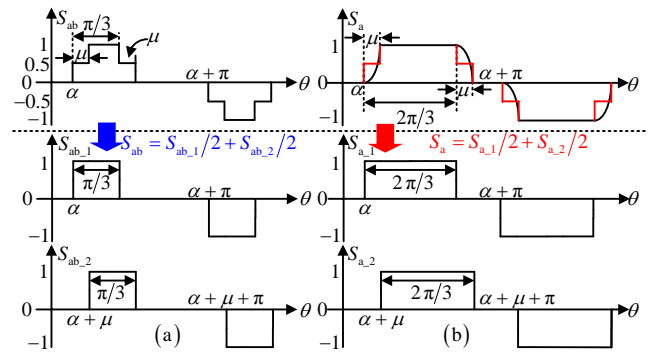 S_ab π/3 μ
1 μ
0.5
0 α α+π θ
−0.5
−1
S_a μ
1
0 α μ α+π θ
−1 2π/3
S_ab = S_ab_1/2 + S_ab_2/2
S_a = S_a_1/2 + S_a_2/2
S_ab_1
1 π/3 α+π
0 α θ
−1
S_a_1
1 2π/3 α+π
0 α θ
−1
S_ab_2
1 π/3 α+μ+π
0 α+μ θ
−1 (a)
S_a_2
1 2π/3 α+μ+π
0 α+μ θ
−1 (b)